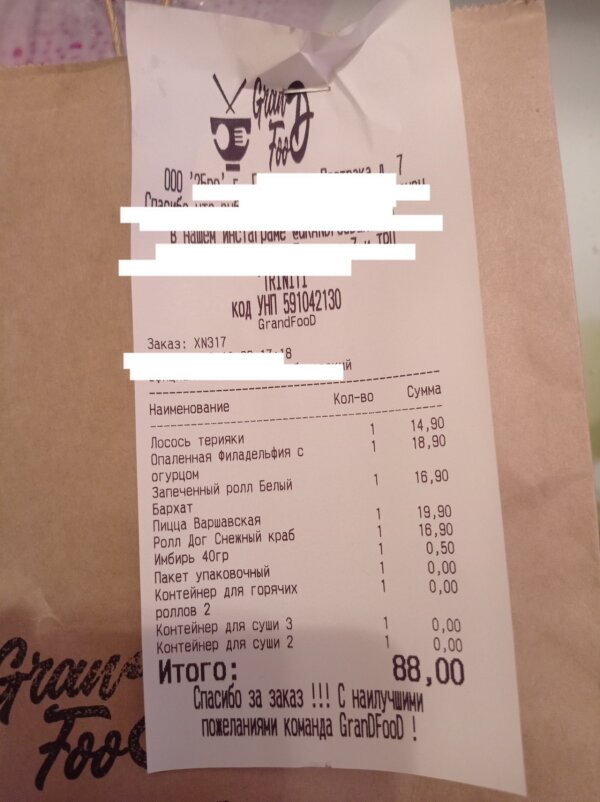 GranD
FooD
ООО '2Бро' г. 7
Спасибо что
В нашем инстаграме
TRINITI
код УНП 591042130
GrandFooD
Заказ: XN317
17:18
Наименование Кол-во Сумма
Лосось терияки 1 14,90
Опаленная Филадельфия с 1 18,90
огурцом
Запеченный ролл Белый 1 16,90
Бархат
Пицца Варшавская 1 19,90
Ролл Дог Снежный краб 1 16,90
Имбирь 40гр 1 0,50
Пакет упаковочный 1 0,00
Контейнер для горячих 1 0,00
роллов 2
Контейнер для суши 3 1 0,00
Контейнер для суши 2 1 0,00
Итого: 88,00
Спасибо за заказ !!! С наилучшими
пожеланиями команда GranDFooD !
Gran
Foo